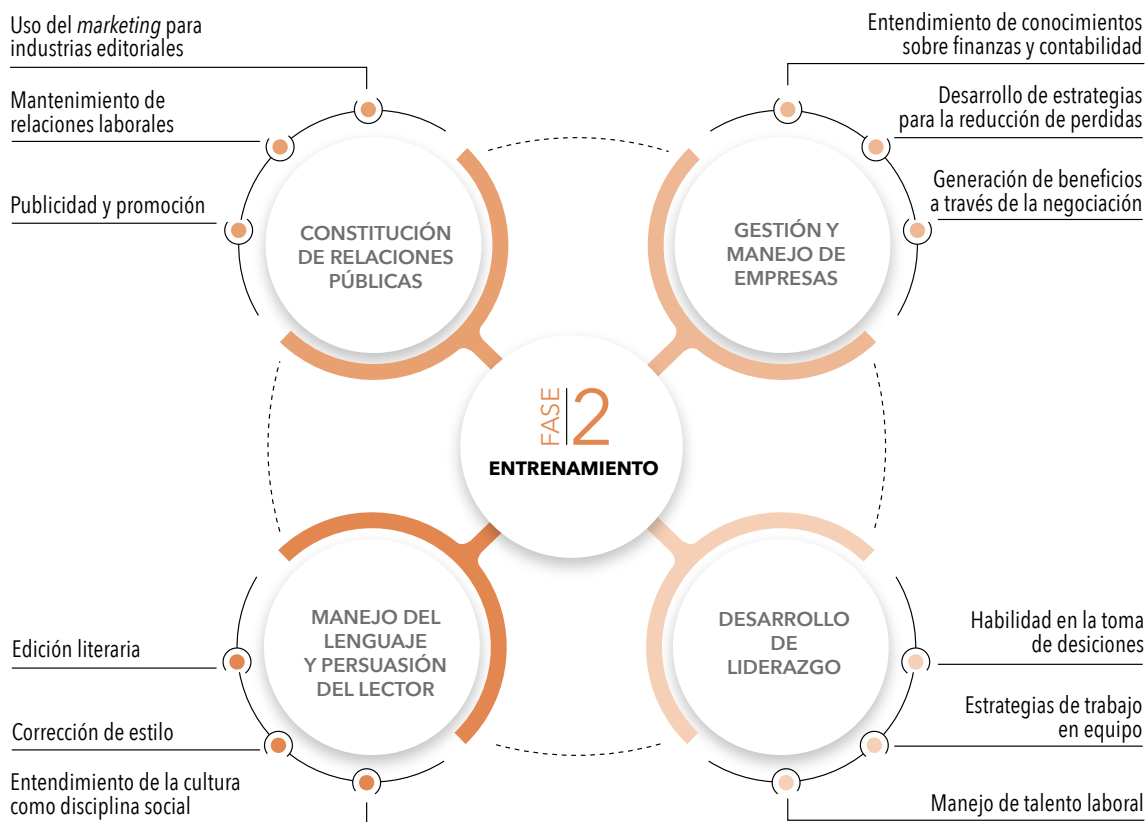 Uso del marketing para
industrias editoriales
Mantenimiento de
relaciones laborales
Publicidad y promoción
CONSTITUCIÓN
DE RELACIONES
PÚBLICAS
Entendimiento de conocimientos
sobre finanzas y contabilidad
Desarrollo de estrategias
para la reducción de perdidas
Generación de beneficios
a través de la negociación
GESTIÓN Y
MANEJO DE
EMPRESAS
FASE 2
ENTRENAMIENTO
MANEJO DEL
LENGUAJE
Y PERSUASIÓN
DEL LECTOR
Edición literaria
Corrección de estilo
Entendimiento de la cultura
como disciplina social
DESARROLLO
DE
LIDERAZGO
Habilidad en la toma
de desiciones
Estrategias de trabajo
en equipo
Manejo de talento laboral